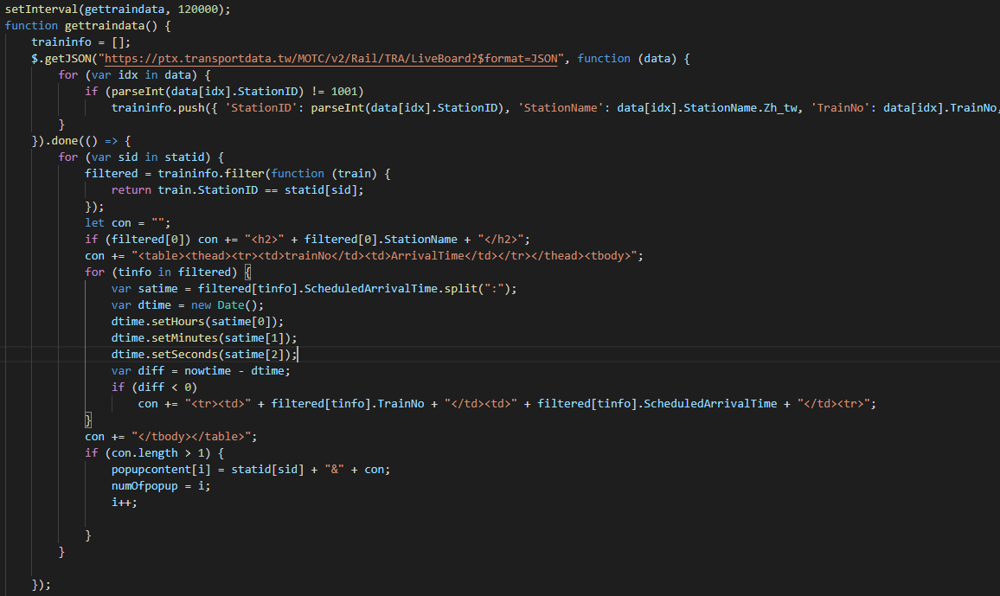 setInterval(gettraindata, 120000);
function gettraindata() {
    traininfo = [];
    $.getJSON("https://ptx.transportdata.tw/MOTC/v2/Rail/TRA/LiveBoard?$format=JSON", function (data) {
        for (var idx in data) {
            if (parseInt(data[idx].StationID) != 1001)
                traininfo.push({ 'StationID': parseInt(data[idx].StationID), 'StationName': data[idx].StationName.Zh_tw, 'TrainNo': data[idx].TrainNo,
        }
    }).done(() => {
        for (var sid in statid) {
            filtered = traininfo.filter(function (train) {
                return train.StationID == statid[sid];
            });
            let con = "";
            if (filtered[0]) con += "<h2>" + filtered[0].StationName + "</h2>";
            con += "<table><thead><tr><td>trainNo</td><td>ArrivalTime</td></tr></thead><tbody>";
            for (tinfo in filtered) {
                var satime = filtered[tinfo].ScheduledArrivalTime.split(":");
                var dtime = new Date();
                dtime.setHours(satime[0]);
                dtime.setMinutes(satime[1]);
                dtime.setSeconds(satime[2]);
                var diff = nowtime - dtime;
                if (diff < 0)
                    con += "<tr><td>" + filtered[tinfo].TrainNo + "</td><td>" + filtered[tinfo].ScheduledArrivalTime + "</td><tr>";
            }
            con += "</tbody></table>";
            if (con.length > 1) {
                popupcontent[i] = statid[sid] + "&" + con;
                numOfpopup = i;
                i++;

            }
        }

    });